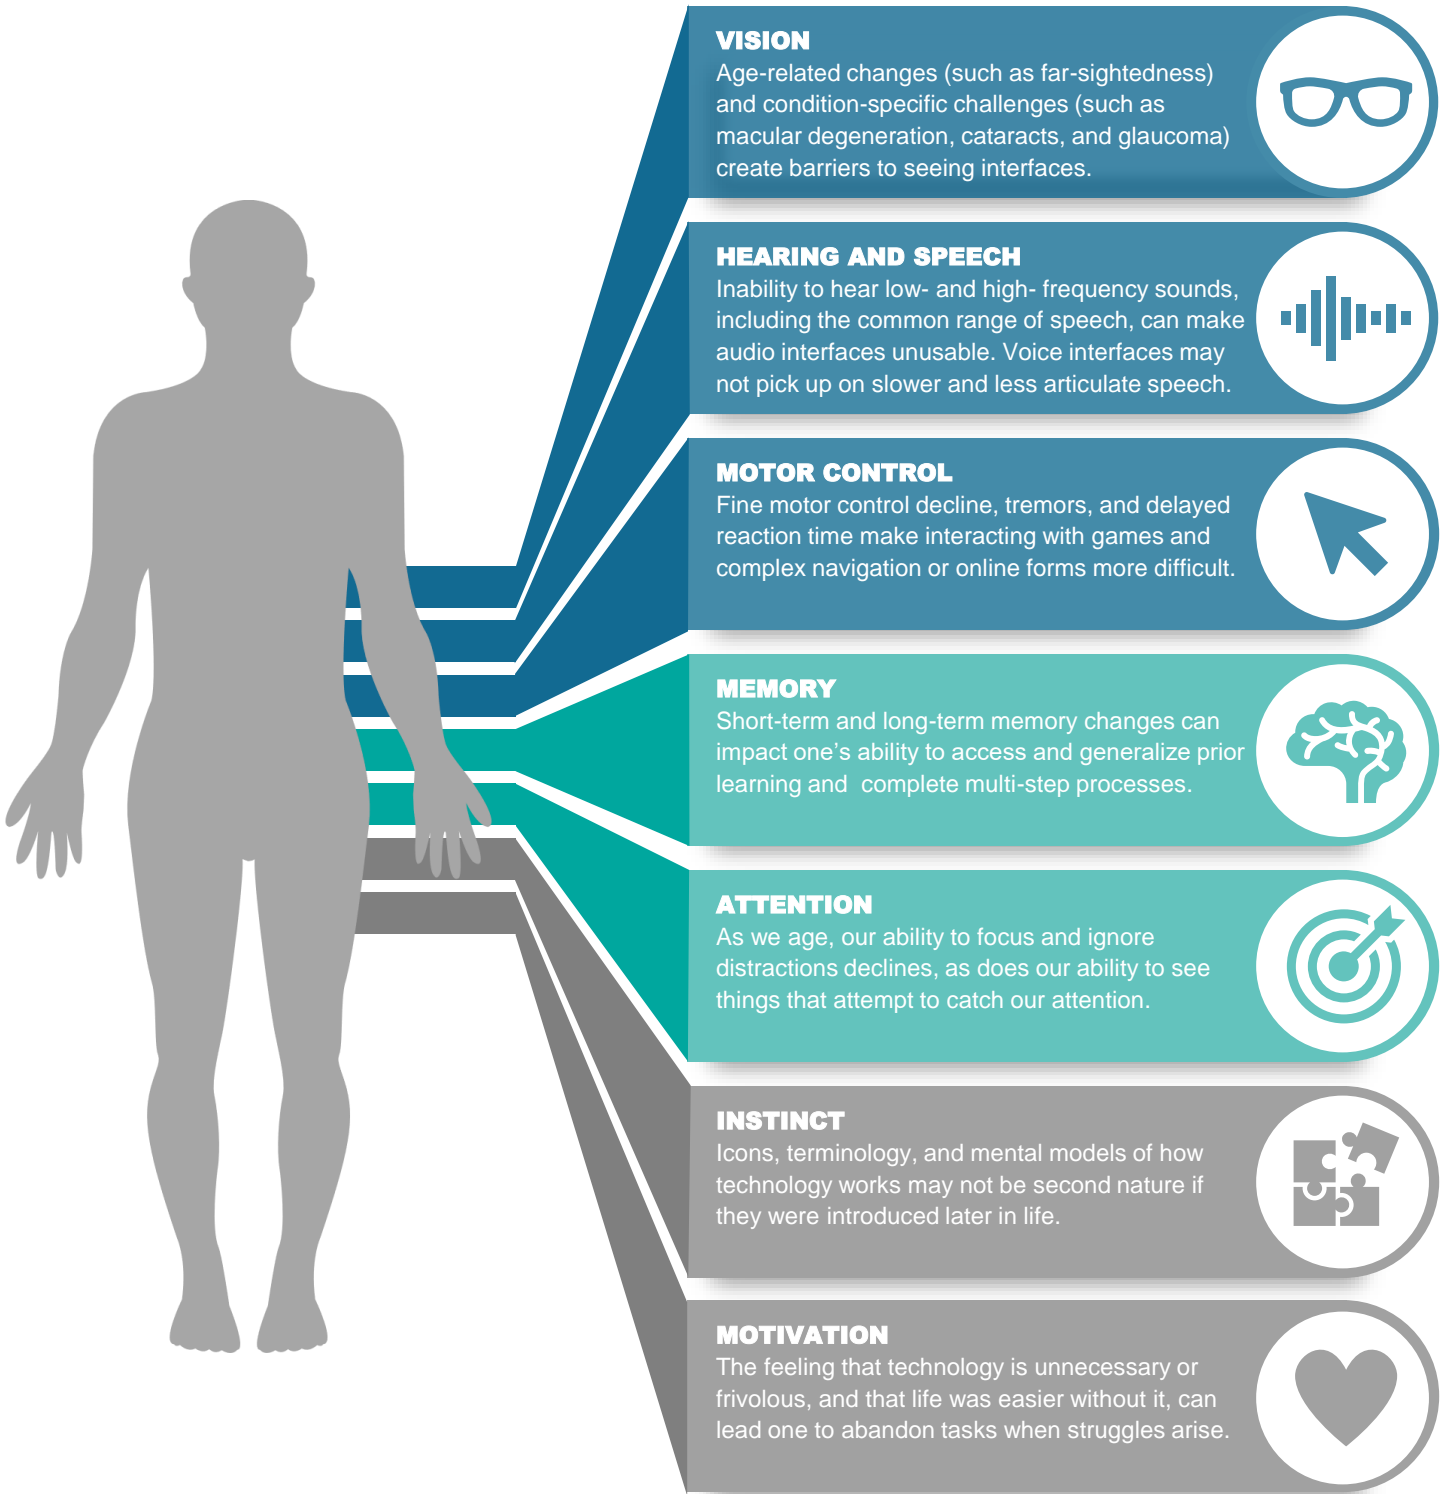 VISION
Age-related changes (such as far-sightedness)
and condition-specific challenges (such as
macular degeneration, cataracts, and glaucoma)
create barriers to seeing interfaces.
HEARING AND SPEECH
Inability to hear low- and high- frequency sounds,
including the common range of speech, can make
audio interfaces unusable. Voice interfaces may
not pick up on slower and less articulate speech.
MOTOR CONTROL
Fine motor control decline, tremors, and delayed
reaction time make interacting with games and
complex navigation or online forms more difficult.
MEMORY
Short-term and long-term memory changes can
impact one’s ability to access and generalize prior
learning and  complete multi-step processes.
ATTENTION
As we age, our ability to focus and ignore
distractions declines, as does our ability to see
things that attempt to catch our attention.
INSTINCT
Icons, terminology, and mental models of how
technology works may not be second nature if
they were introduced later in life.
MOTIVATION
The feeling that technology is unnecessary or
frivolous, and that life was easier without it, can
lead one to abandon tasks when struggles arise.